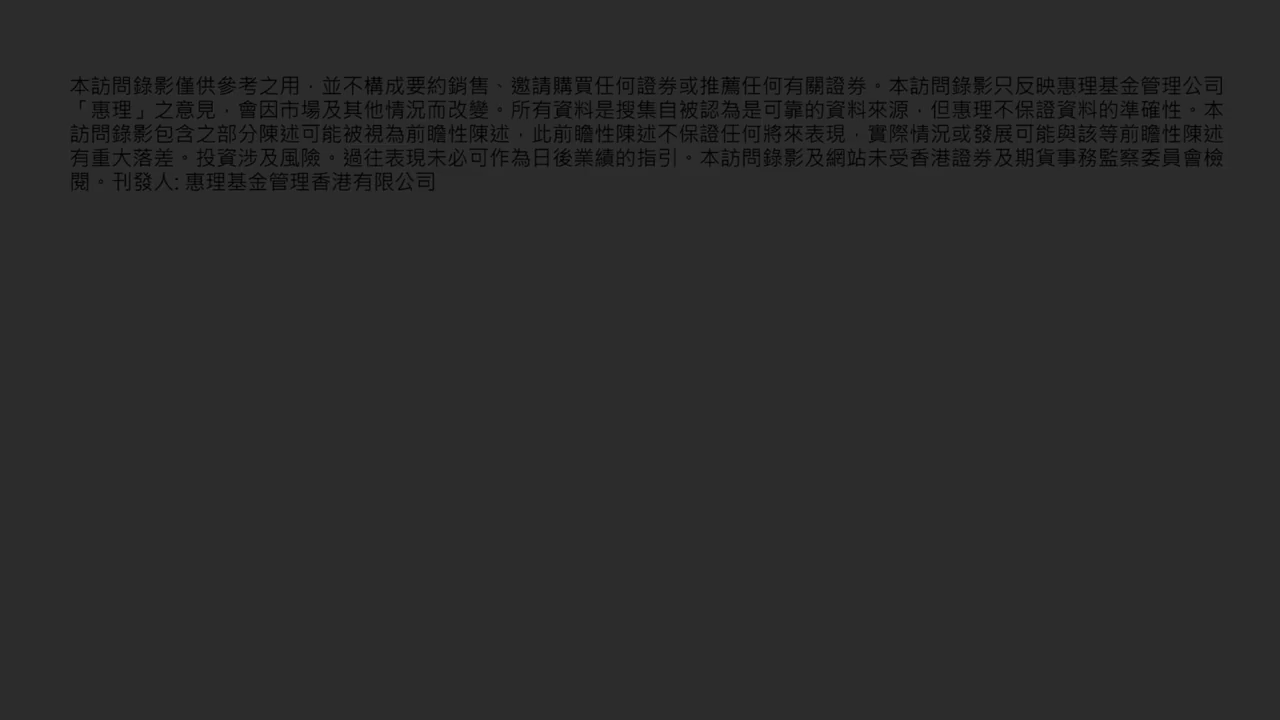 本訪問錄影僅供參考之用，並不構成要約銷售、邀請購買任何證券或推薦任何有關證券。本訪問錄影只反映惠理基金管理公司
「惠理」之意見，會因市場及其他情況而改變。所有資料是搜集自被認為是可靠的資料來源，但惠理不保證資料的準確性。本
訪問錄影包含之部分陳述可能被視為前瞻性陳述，此前瞻性陳述不保證任何將來表現，實際情況或發展可能與該等前瞻性陳述
有重大落差。投資涉及風險。過往表現未必可作為日後業績的指引。本訪問錄影及網站未受香港證券及期貨事務監察委員會檢
閱。刊發人: 惠理基金管理香港有限公司